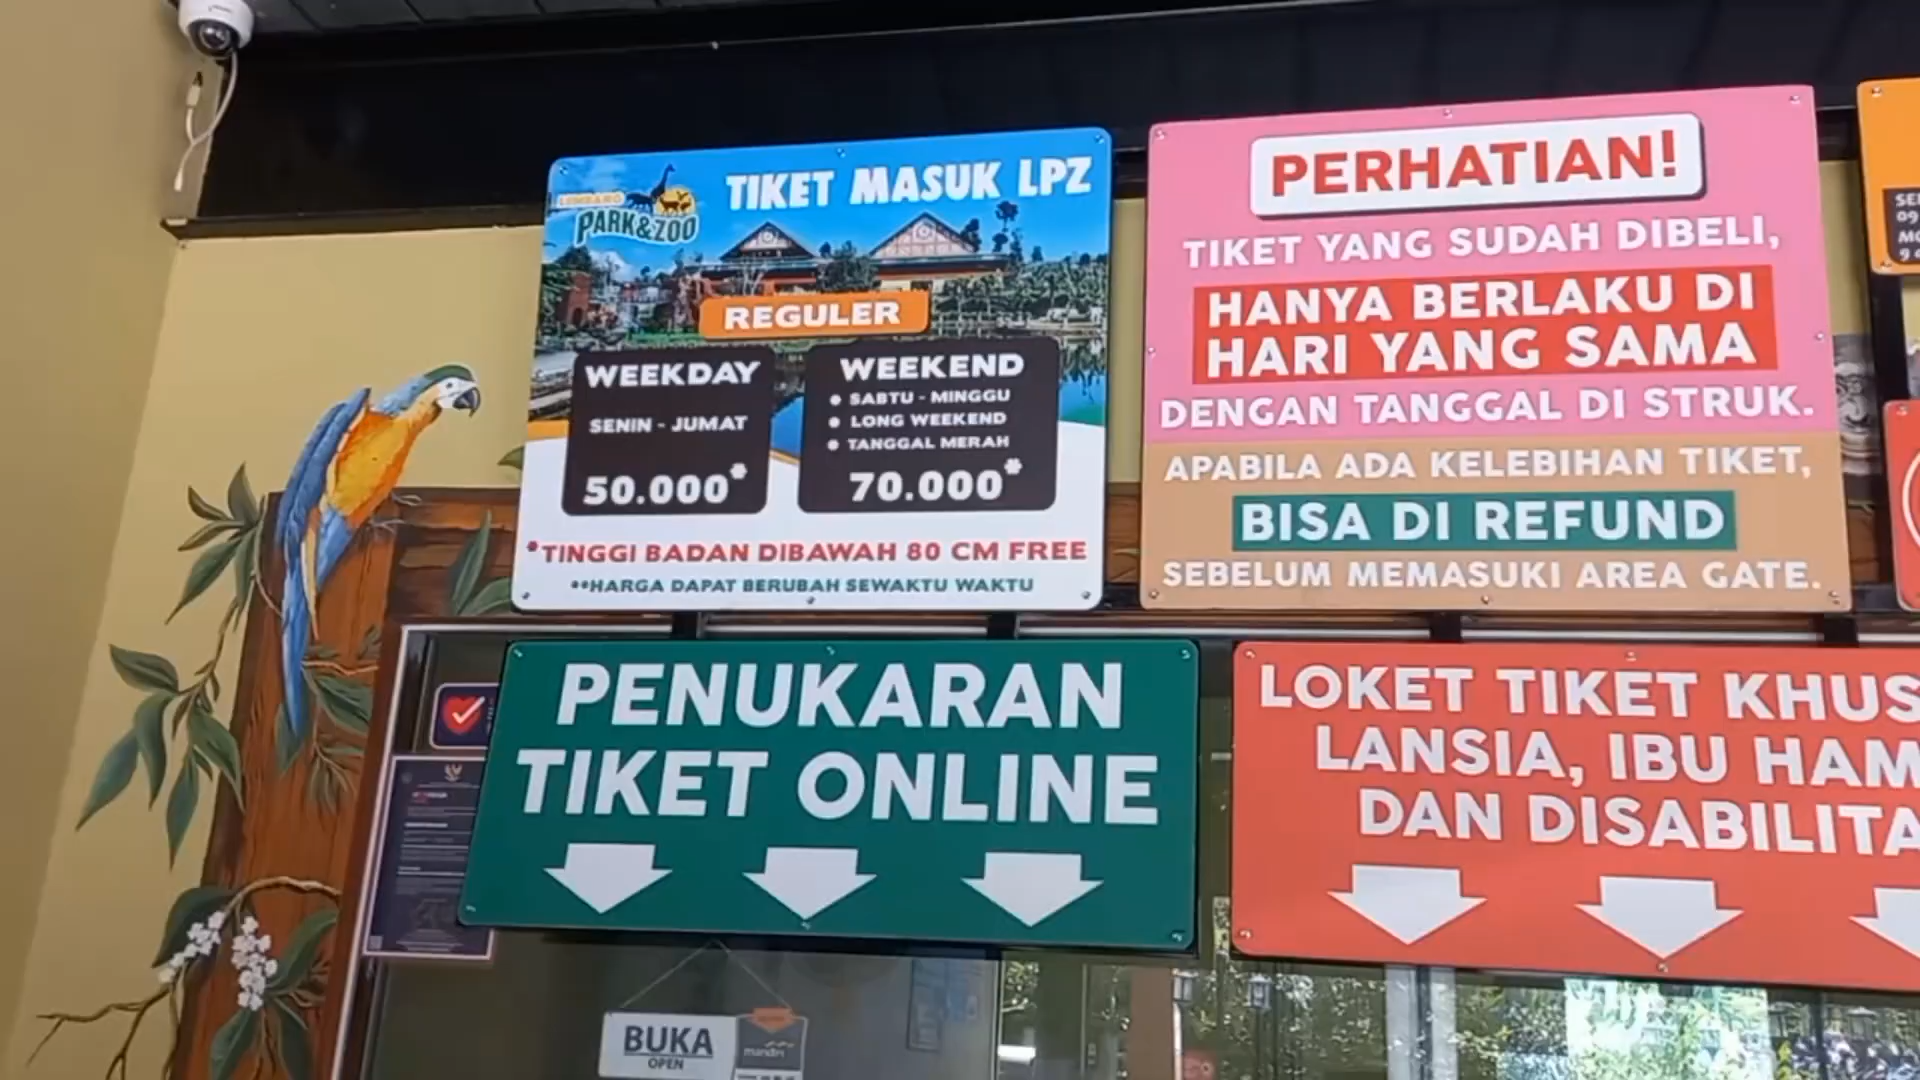 LEMBANG
PARK&ZOO
TIKET MASUK LPZ
REGULER
WEEKDAY
SENIN - JUMAT
50.000*
WEEKEND
• SABTU - MINGGU
• LONG WEEKEND
• TANGGAL MERAH
70.000*
*TINGGI BADAN DIBAWAH 80 CM FREE
**HARGA DAPAT BERUBAH SEWAKTU WAKTU
PERHATIAN!
TIKET YANG SUDAH DIBELI,
HANYA BERLAKU DI
HARI YANG SAMA
DENGAN TANGGAL DI STRUK.
APABILA ADA KELEBIHAN TIKET,
BISA DI REFUND
SEBELUM MEMASUKI AREA GATE.
PENUKARAN
TIKET ONLINE
LOKET TIKET KHUS
LANSIA, IBU HAM
DAN DISABILITA
BUKA
OPEN
mandiri